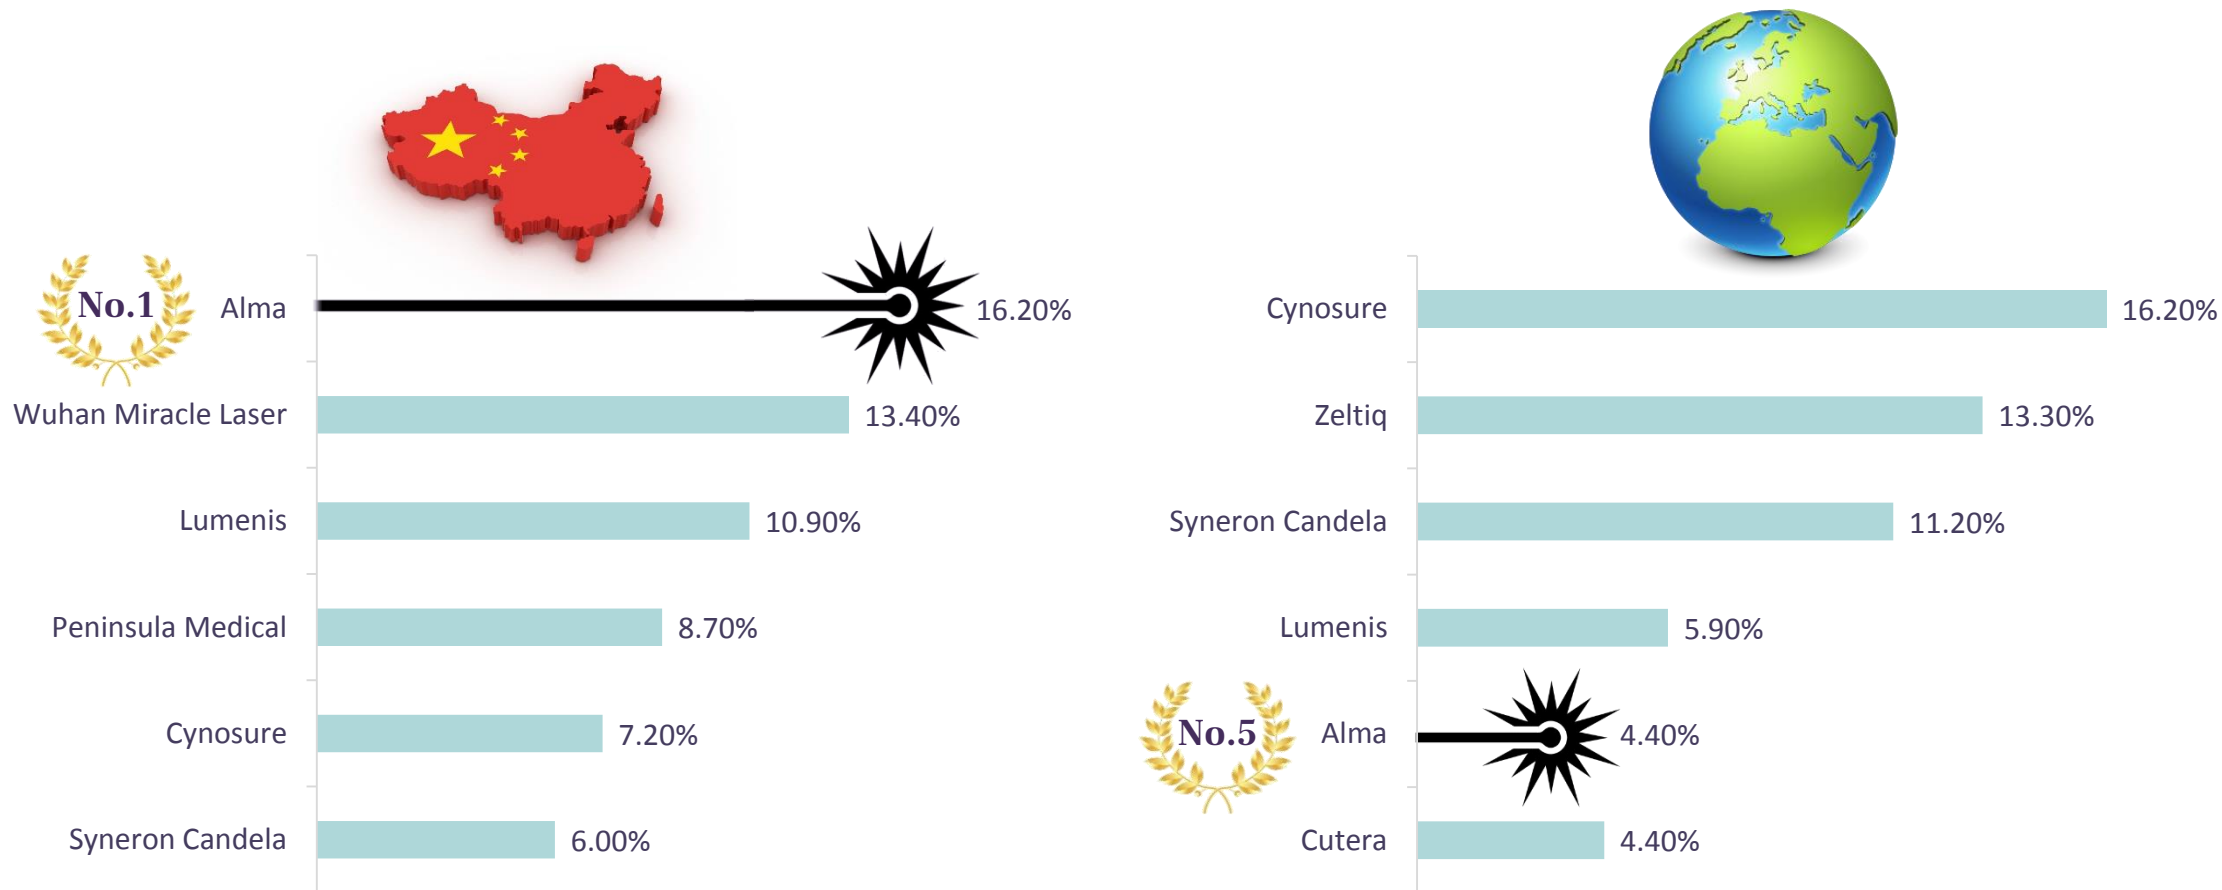 No.1 Alma 16.20%
Wuhan Miracle Laser 13.40%
Lumenis 10.90%
Peninsula Medical 8.70%
Cynosure 7.20%
Syneron Candela 6.00%
Cynosure 16.20%
Zeltiq 13.30%
Syneron Candela 11.20%
Lumenis 5.90%
No.5 Alma 4.40%
Cutera 4.40%